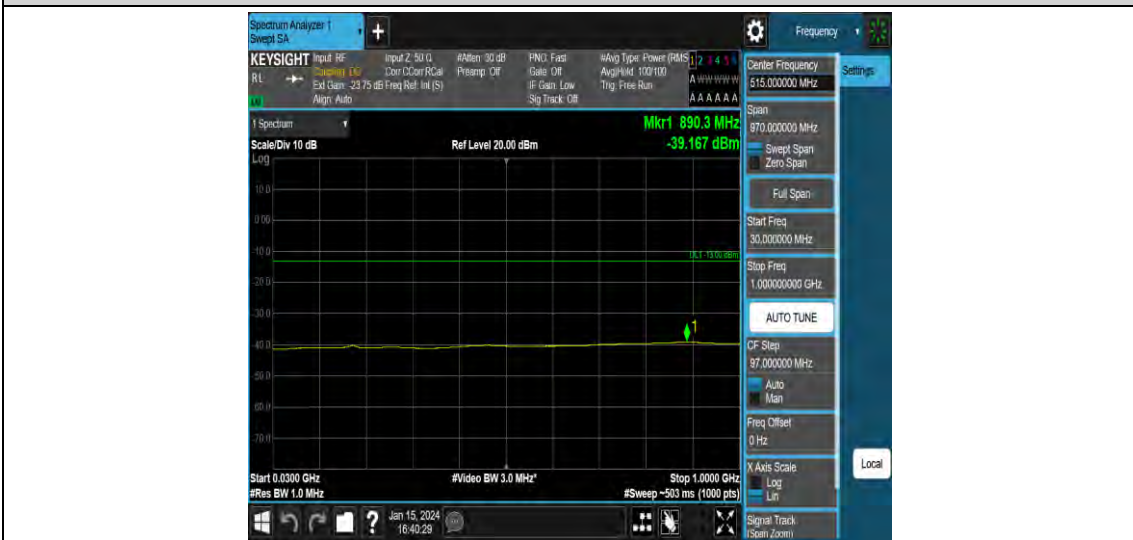 Spectrum Analyzer 1
Swept SA
+
Frequency
KEYSIGHT
RL
Input: RF
Coupling: DC
Ext Gain: -23.75 dB
Align: Auto
Input Z: 50 Ω
Corr CCorr RCal
Freq Ref: Int (S)
#Atten: 30 dB
Preamp: Off
PNO: Fast
Gate: Off
IF Gain: Low
Sig Track: Off
#Avg Type: Power (RMS
Avg|Hold: 100/100
Trig: Free Run
1 2 3 4 5 6
A W W W W W
A A A A A A
1 Spectrum
Scale/Div 10 dB
Log
Ref Level 20.00 dBm
Mkr1 890.3 MHz
-39.167 dBm
10.0
0.00
-10.0
DL1 -13.00 dBm
-20.0
-30.0
1
-40.0
-50.0
-60.0
-70.0
Start 0.0300 GHz
#Res BW 1.0 MHz
#Video BW 3.0 MHz*
Stop 1.0000 GHz
#Sweep ~503 ms (1000 pts)
Jan 15, 2024
16:40:29
?
Center Frequency
515.000000 MHz
Settings
Span
970.000000 MHz
Swept Span
Zero Span
Full Span
Start Freq
30.000000 MHz
Stop Freq
1.000000000 GHz
AUTO TUNE
CF Step
97.000000 MHz
Auto
Man
Freq Offset
0 Hz
X Axis Scale
Log
Lin
Local
Signal Track
(Span Zoom)